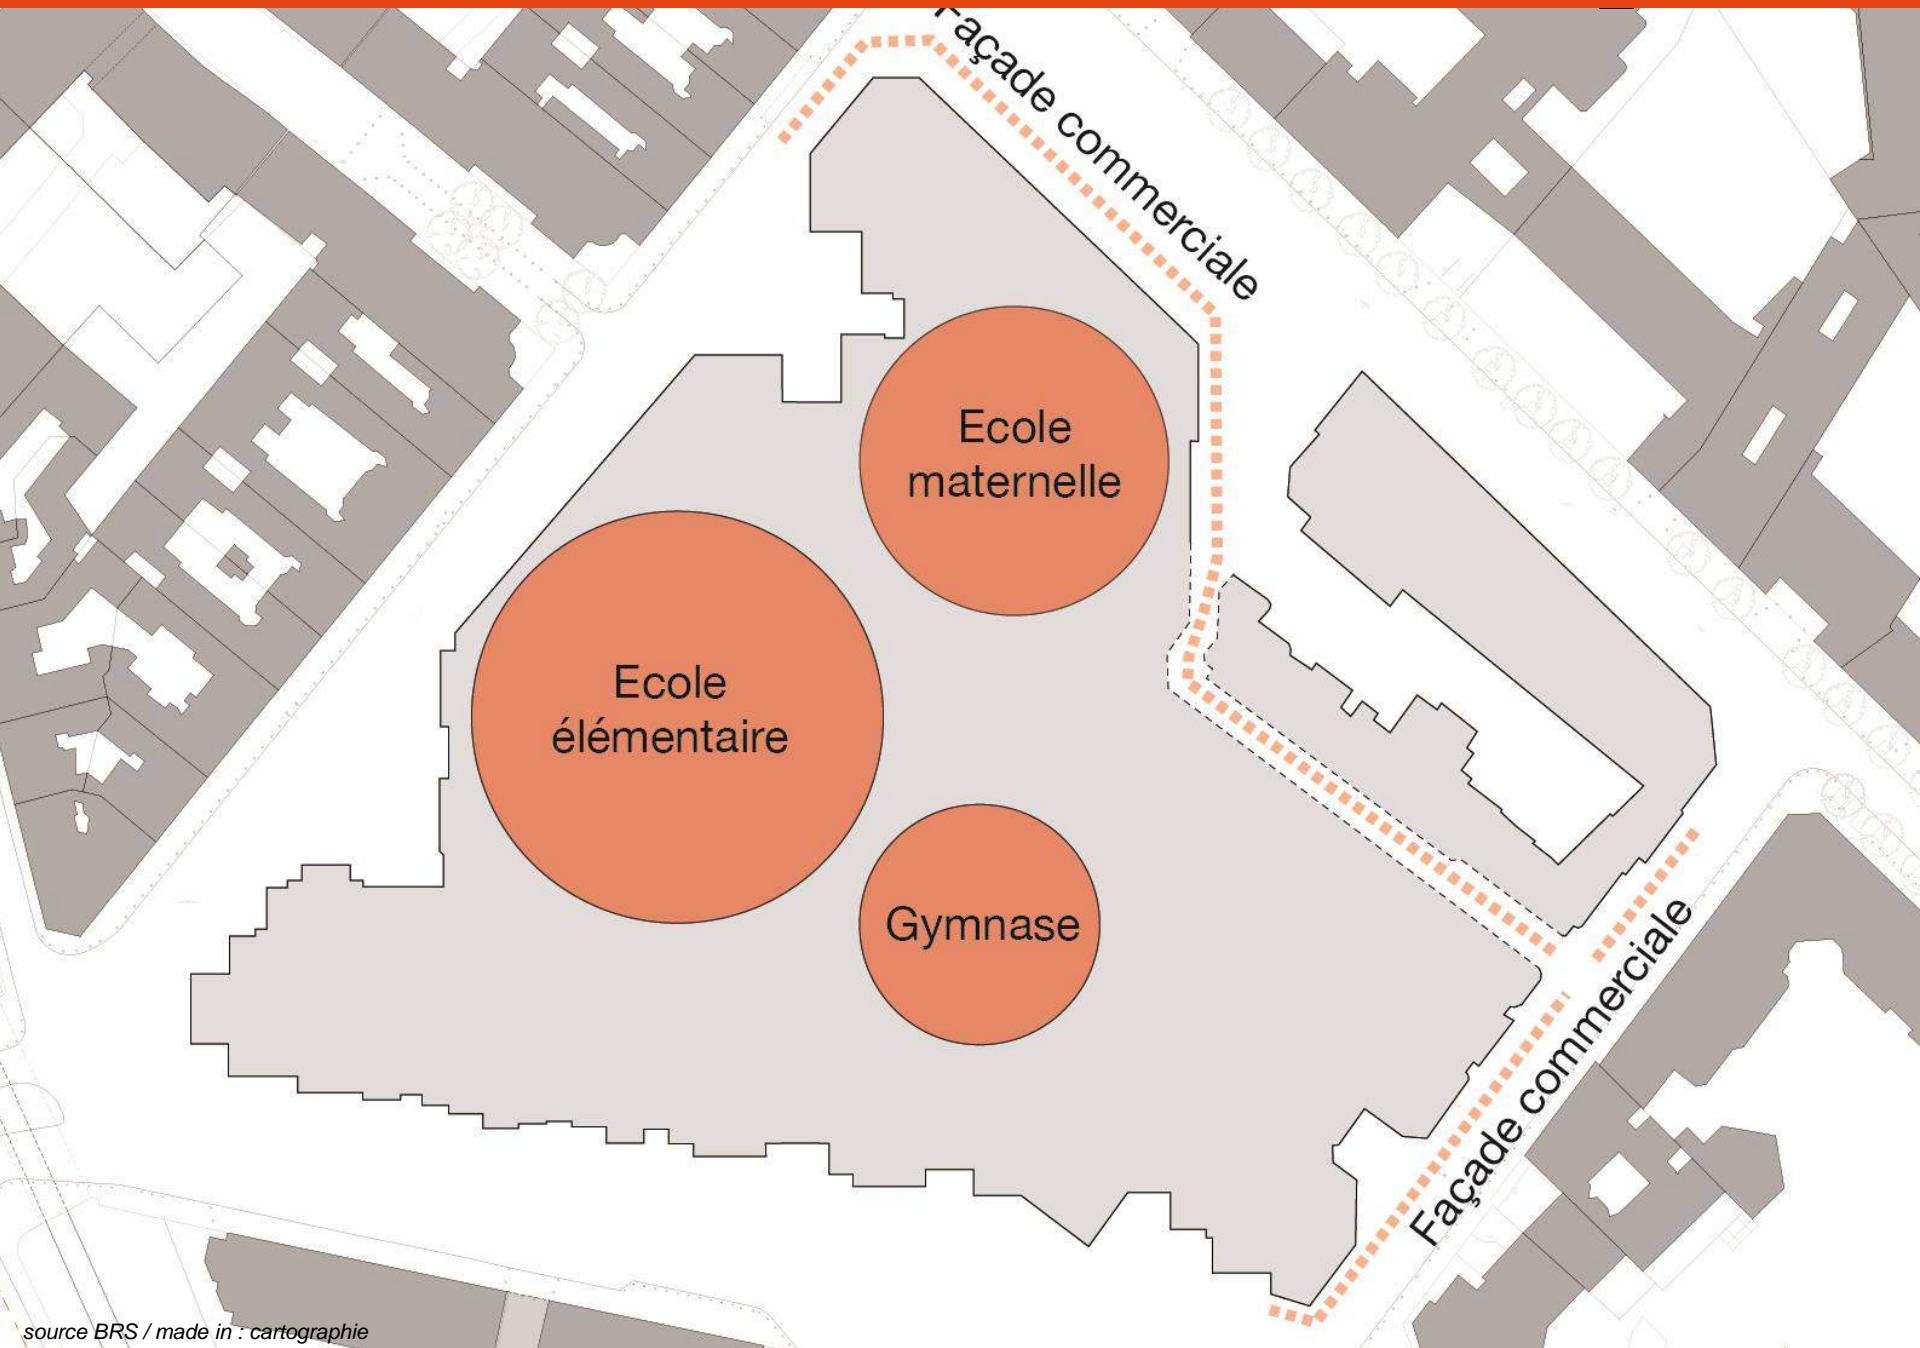 Façade commerciale
Ecole
maternelle
Ecole
élémentaire
Gymnase
Façade commerciale
source BRS / made in : cartographie